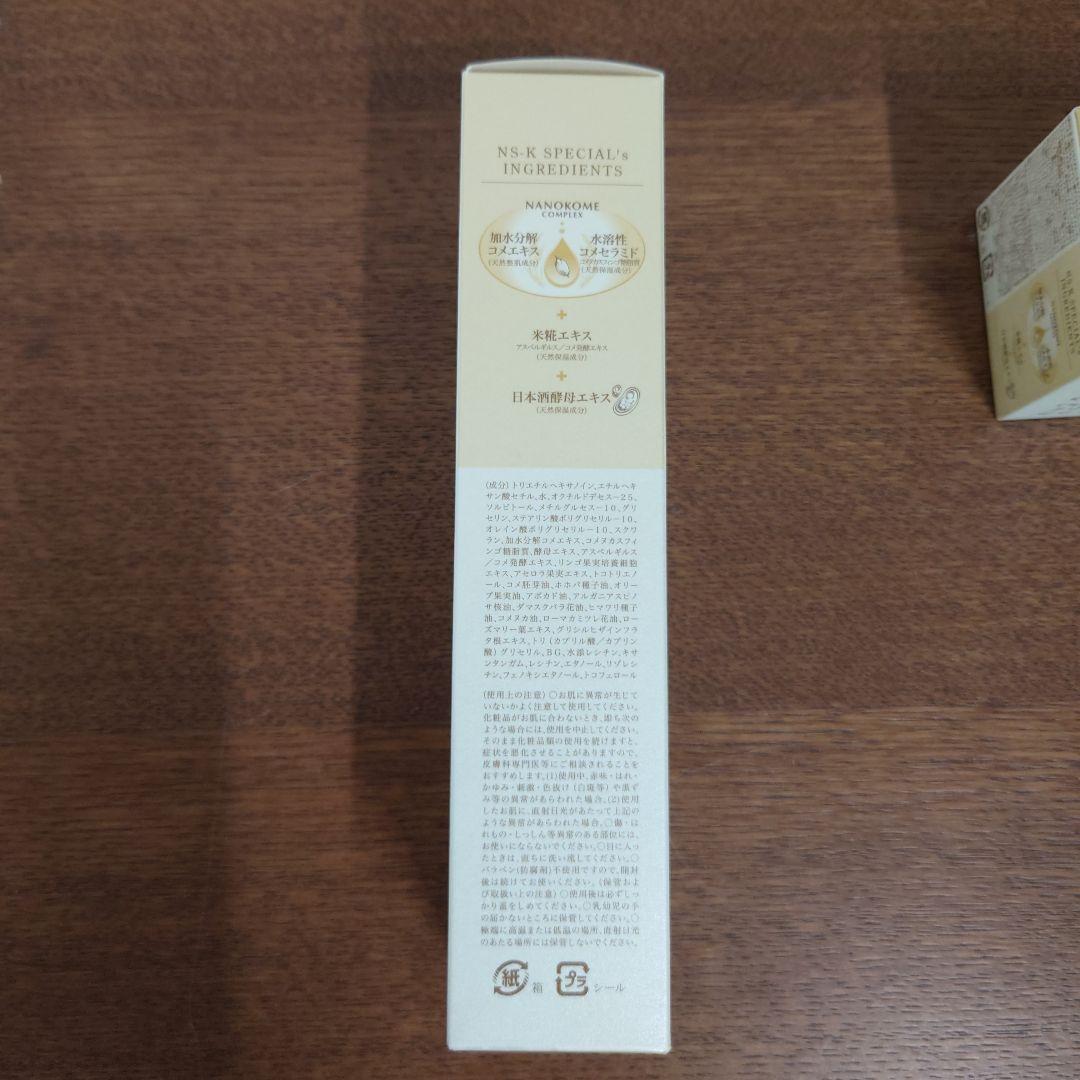 NS-K SPECIAL's
INGREDIENTS
NANOKOME
COMPLEX
加水分解
コメエキス
(天然整肌成分)
水溶性
コメセラミド
コメヌカスフィンゴ糖脂質
(天然保湿成分)
+
米糀エキス
アスペルギルス/コメ発酵エキス
(天然保湿成分)
+
日本酒酵母エキス
(天然保湿成分)
(成分)トリエチルヘキサノイン、エチルヘキ
サン酸セチル、水、オクチルドデセス-25、
ソルビトール、メチルグルセス-10、グリ
セリン、ステアリン酸ポリグリセリル-10、
オレイン酸ポリグリセリル-10、スクワ
ラン、加水分解コメエキス、コメヌカスフィ
ンゴ糖脂質、酵母エキス、アスペルギルス
/コメ発酵エキス、リンゴ果実培養細胞
エキス、アセロラ果実エキス、トコトリエノ
ール、コメ胚芽油、ホホバ種子油、オリー
ブ果実油、アボカド油、アルガニアスピノ
サ核油、ダマスクバラ花油、ヒマワリ種子
油、コメヌカ油、ローマカミツレ花油、ロー
ズマリー葉エキス、グリシルヒザインフラ
タ根エキス、トリ(カプリル酸/カプリン
酸)グリセリル、BG、水添レシチン、キサ
ンタンガム、レシチン、エタノール、リゾレシ
チン、フェノキシエタノール、トコフェロール
(使用上の注意)○お肌に異常が生じて
いないかよく注意して使用してください。
化粧品がお肌に合わないとき、即ち次の
ような場合には、使用を中止してください。
そのまま化粧品類の使用を続けますと、
症状を悪化させることがありますので、
皮膚科専門医等にご相談されることを
おすすめします。(1)使用中、赤味・はれ・
かゆみ・刺激・色抜け(白斑等)や黒ず
み等の異常があらわれた場合。(2)使用
したお肌に、直射日光があたって上記の
ような異常があらわれた場合。○傷・は
れもの・しっしん等異常のある部位には、
お使いにならないでください。○目に入っ
たときは、直ちに洗い流してください。○
パラベン(防腐剤)不使用ですので、開封
後は続けてお使いください。(保管およ
び取扱い上の注意)○使用後は必ずしっ
かり蓋をしめてください。○乳幼児の手
の届かないところに保管してください。○
極端に高温または低温の場所、直射日光
のあたる場所には保管しないでください。
紙 箱 プラ シール
NS-K SPECIAL's
INGREDIENTS
NANOKOME